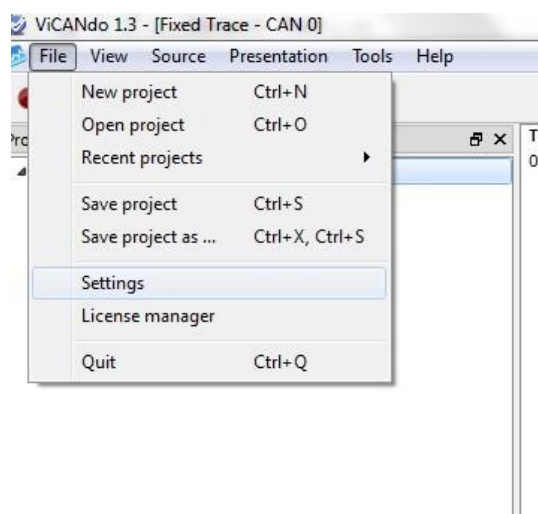 ViCANdo 1.3 - [Fixed Trace - CAN 0]
File View Source Presentation Tools Help
New project Ctrl+N
Open project Ctrl+O
Recent projects
Save project Ctrl+S
Save project as ... Ctrl+X, Ctrl+S
Settings
License manager
Quit Ctrl+Q